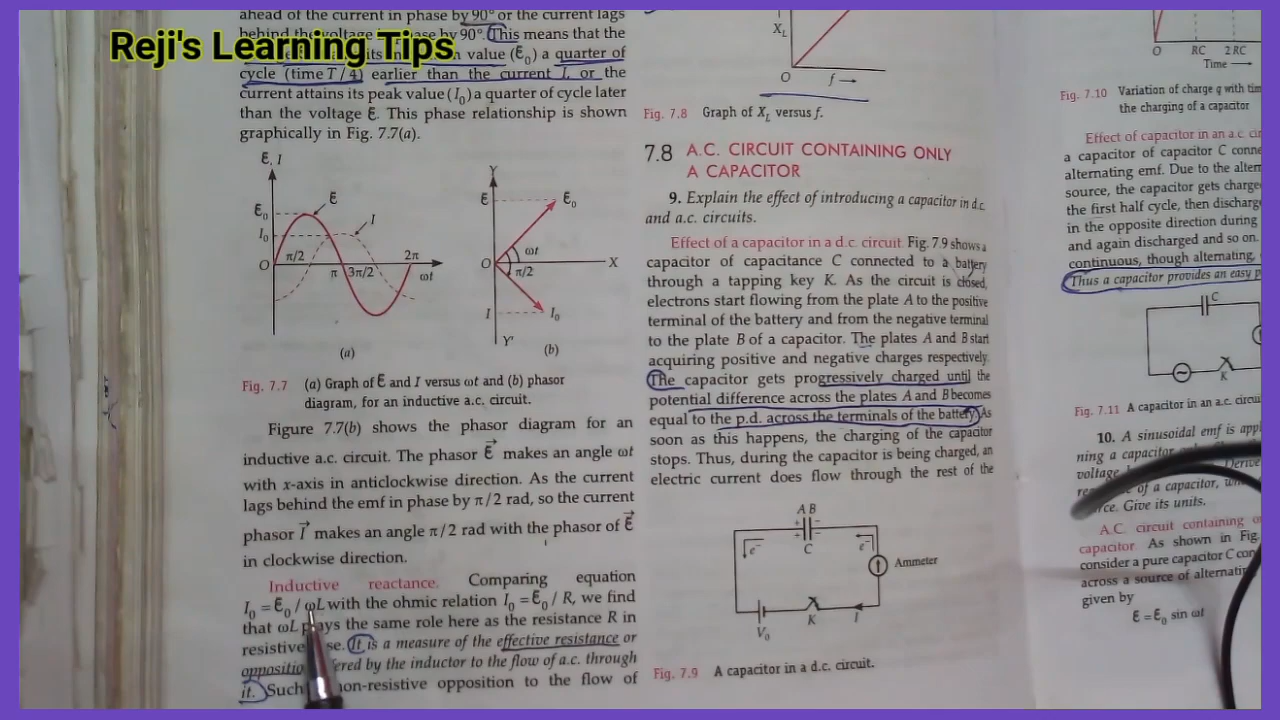 Reji's Learning Tips
ahead of the current in phase by 90° or the current lags
behind the voltage in phase by 90°. This means that the
value (ℰ₀) a quarter of
cycle (time T / 4) earlier than the current I, or the
current attains its peak value (I₀) a quarter of cycle later
than the voltage ℰ. This phase relationship is shown
graphically in Fig. 7.7(a).
ℰ, I
ℰ₀
I₀
O
ℰ
I
π/2
π
3π/2
2π
ωt
(a)
Y
ℰ
ℰ₀
ωt
O
X
π/2
I
I₀
Y'
(b)
Fig. 7.7 (a) Graph of ℰ and I versus ωt and (b) phasor
diagram, for an inductive a.c. circuit.
Figure 7.7(b) shows the phasor diagram for an
inductive a.c. circuit. The phasor ℰ⃗ makes an angle ωt
with x-axis in anticlockwise direction. As the current
lags behind the emf in phase by π/2 rad, so the current
phasor I⃗ makes an angle π/2 rad with the phasor of ℰ⃗
in clockwise direction.
Inductive reactance. Comparing equation
I₀ = ℰ₀ / ωL with the ohmic relation I₀ = ℰ₀ / R, we find
that ωL plays the same role here as the resistance R in
resistive It is a measure of the effective resistance or
by the inductor to the flow of a.c. through
it. Such non-resistive opposition to the flow of
X_L
O
f
Fig. 7.8 Graph of X_L versus f.
7.8 A.C. CIRCUIT CONTAINING ONLY
A CAPACITOR
9. Explain the effect of introducing a capacitor in d.c.
and a.c. circuits.
Effect of a capacitor in a d.c. circuit. Fig. 7.9 shows a
capacitor of capacitance C connected to a battery
through a tapping key K. As the circuit is closed,
electrons start flowing from the plate A to the positive
terminal of the battery and from the negative terminal
to the plate B of a capacitor. The plates A and B start
acquiring positive and negative charges respectively.
The capacitor gets progressively charged until the
potential difference across the plates A and B becomes
equal to the p.d. across the terminals of the battery. As
soon as this happens, the charging of the capacitor
stops. Thus, during the capacitor is being charged, an
electric current does flow through the rest of the
A B
+ −
+ −
C
e⁻
e⁻
Ammeter
V₀
K
I
Fig. 7.9 A capacitor in a d.c. circuit.
O
RC
2 RC
Time
Fig. 7.10 Variation of charge q with
the charging of a capacitor
Effect of capacitor in an a.c.
a capacitor of capacitor C
alternating emf. Due to the
source, the capacitor gets
the first half cycle, then
in the opposite direction during
and again discharged and so on.
continuous, though alternating,
Thus a capacitor provides an easy
C
K
Fig. 7.11 A capacitor in an a.c.
10. A sinusoidal emf is
a capacitor
voltage
of a capacitor,
Give its units.
A.C. circuit containing
capacitor. As shown in Fig.
consider a pure capacitor C
across a source of
given by
ℰ = ℰ₀ sin ωt